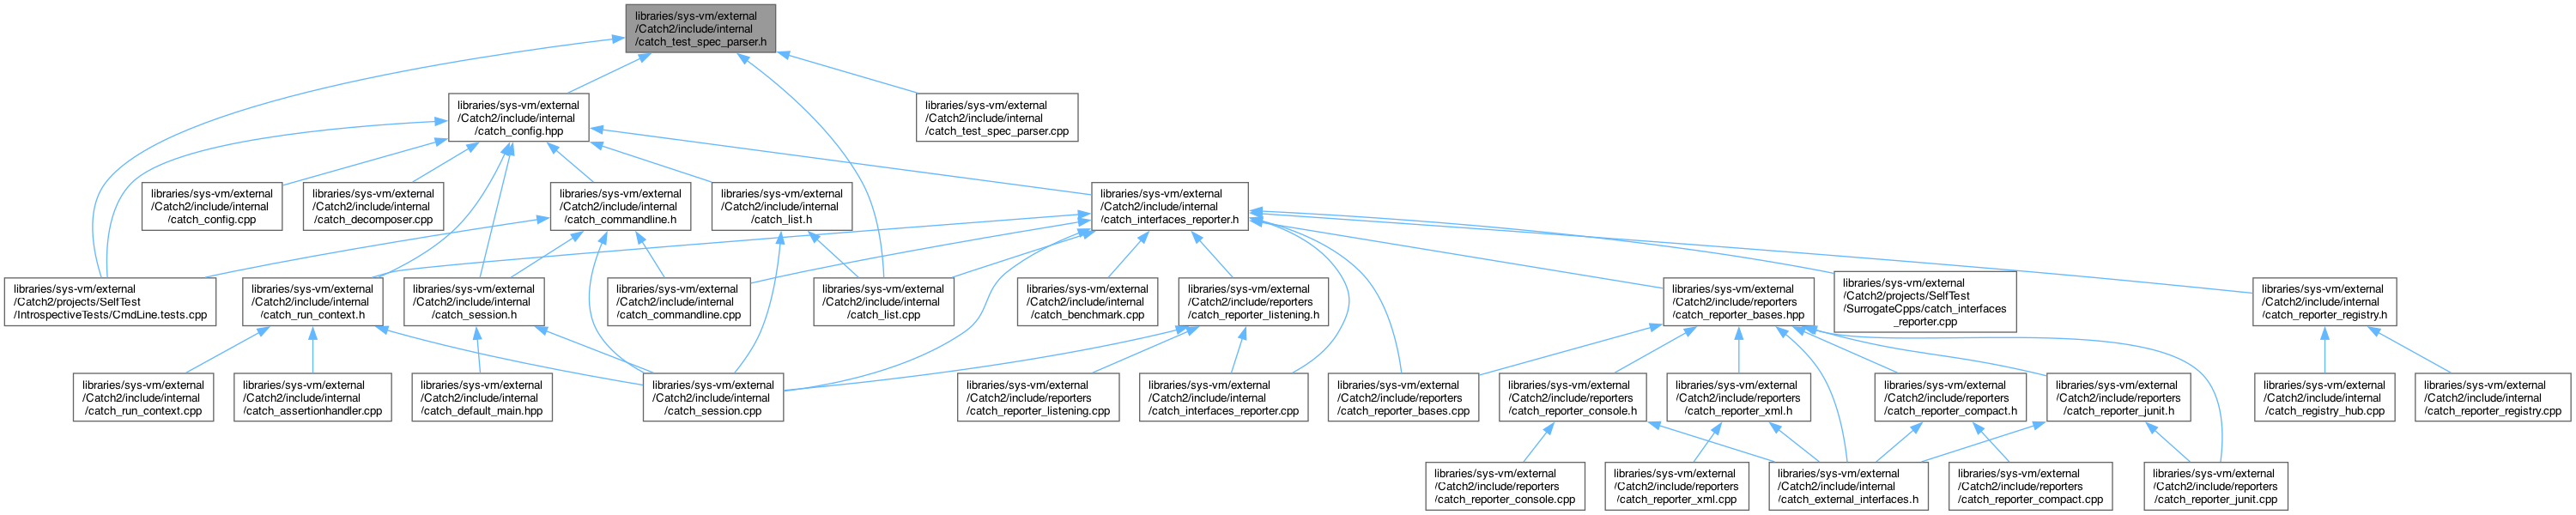 libraries/sys-vm/external
/Catch2/include/internal
/catch_test_spec_parser.h
libraries/sys-vm/external
/Catch2/include/internal
/catch_config.hpp
libraries/sys-vm/external
/Catch2/include/internal
/catch_test_spec_parser.cpp
libraries/sys-vm/external
/Catch2/include/internal
/catch_config.cpp
libraries/sys-vm/external
/Catch2/include/internal
/catch_decomposer.cpp
libraries/sys-vm/external
/Catch2/include/internal
/catch_commandline.h
libraries/sys-vm/external
/Catch2/include/internal
/catch_list.h
libraries/sys-vm/external
/Catch2/include/internal
/catch_interfaces_reporter.h
libraries/sys-vm/external
/Catch2/projects/SelfTest
/IntrospectiveTests/CmdLine.tests.cpp
libraries/sys-vm/external
/Catch2/include/internal
/catch_run_context.h
libraries/sys-vm/external
/Catch2/include/internal
/catch_session.h
libraries/sys-vm/external
/Catch2/include/internal
/catch_commandline.cpp
libraries/sys-vm/external
/Catch2/include/internal
/catch_list.cpp
libraries/sys-vm/external
/Catch2/include/internal
/catch_benchmark.cpp
libraries/sys-vm/external
/Catch2/include/reporters
/catch_reporter_listening.h
libraries/sys-vm/external
/Catch2/include/reporters
/catch_reporter_bases.hpp
libraries/sys-vm/external
/Catch2/projects/SelfTest
/SurrogateCpps/catch_interfaces
_reporter.cpp
libraries/sys-vm/external
/Catch2/include/internal
/catch_reporter_registry.h
libraries/sys-vm/external
/Catch2/include/internal
/catch_run_context.cpp
libraries/sys-vm/external
/Catch2/include/internal
/catch_assertionhandler.cpp
libraries/sys-vm/external
/Catch2/include/internal
/catch_default_main.hpp
libraries/sys-vm/external
/Catch2/include/internal
/catch_session.cpp
libraries/sys-vm/external
/Catch2/include/reporters
/catch_reporter_listening.cpp
libraries/sys-vm/external
/Catch2/include/internal
/catch_interfaces_reporter.cpp
libraries/sys-vm/external
/Catch2/include/reporters
/catch_reporter_bases.cpp
libraries/sys-vm/external
/Catch2/include/reporters
/catch_reporter_console.h
libraries/sys-vm/external
/Catch2/include/reporters
/catch_reporter_xml.h
libraries/sys-vm/external
/Catch2/include/reporters
/catch_reporter_compact.h
libraries/sys-vm/external
/Catch2/include/reporters
/catch_reporter_junit.h
libraries/sys-vm/external
/Catch2/include/internal
/catch_registry_hub.cpp
libraries/sys-vm/external
/Catch2/include/internal
/catch_reporter_registry.cpp
libraries/sys-vm/external
/Catch2/include/reporters
/catch_reporter_console.cpp
libraries/sys-vm/external
/Catch2/include/reporters
/catch_reporter_xml.cpp
libraries/sys-vm/external
/Catch2/include/internal
/catch_external_interfaces.h
libraries/sys-vm/external
/Catch2/include/reporters
/catch_reporter_compact.cpp
libraries/sys-vm/external
/Catch2/include/reporters
/catch_reporter_junit.cpp